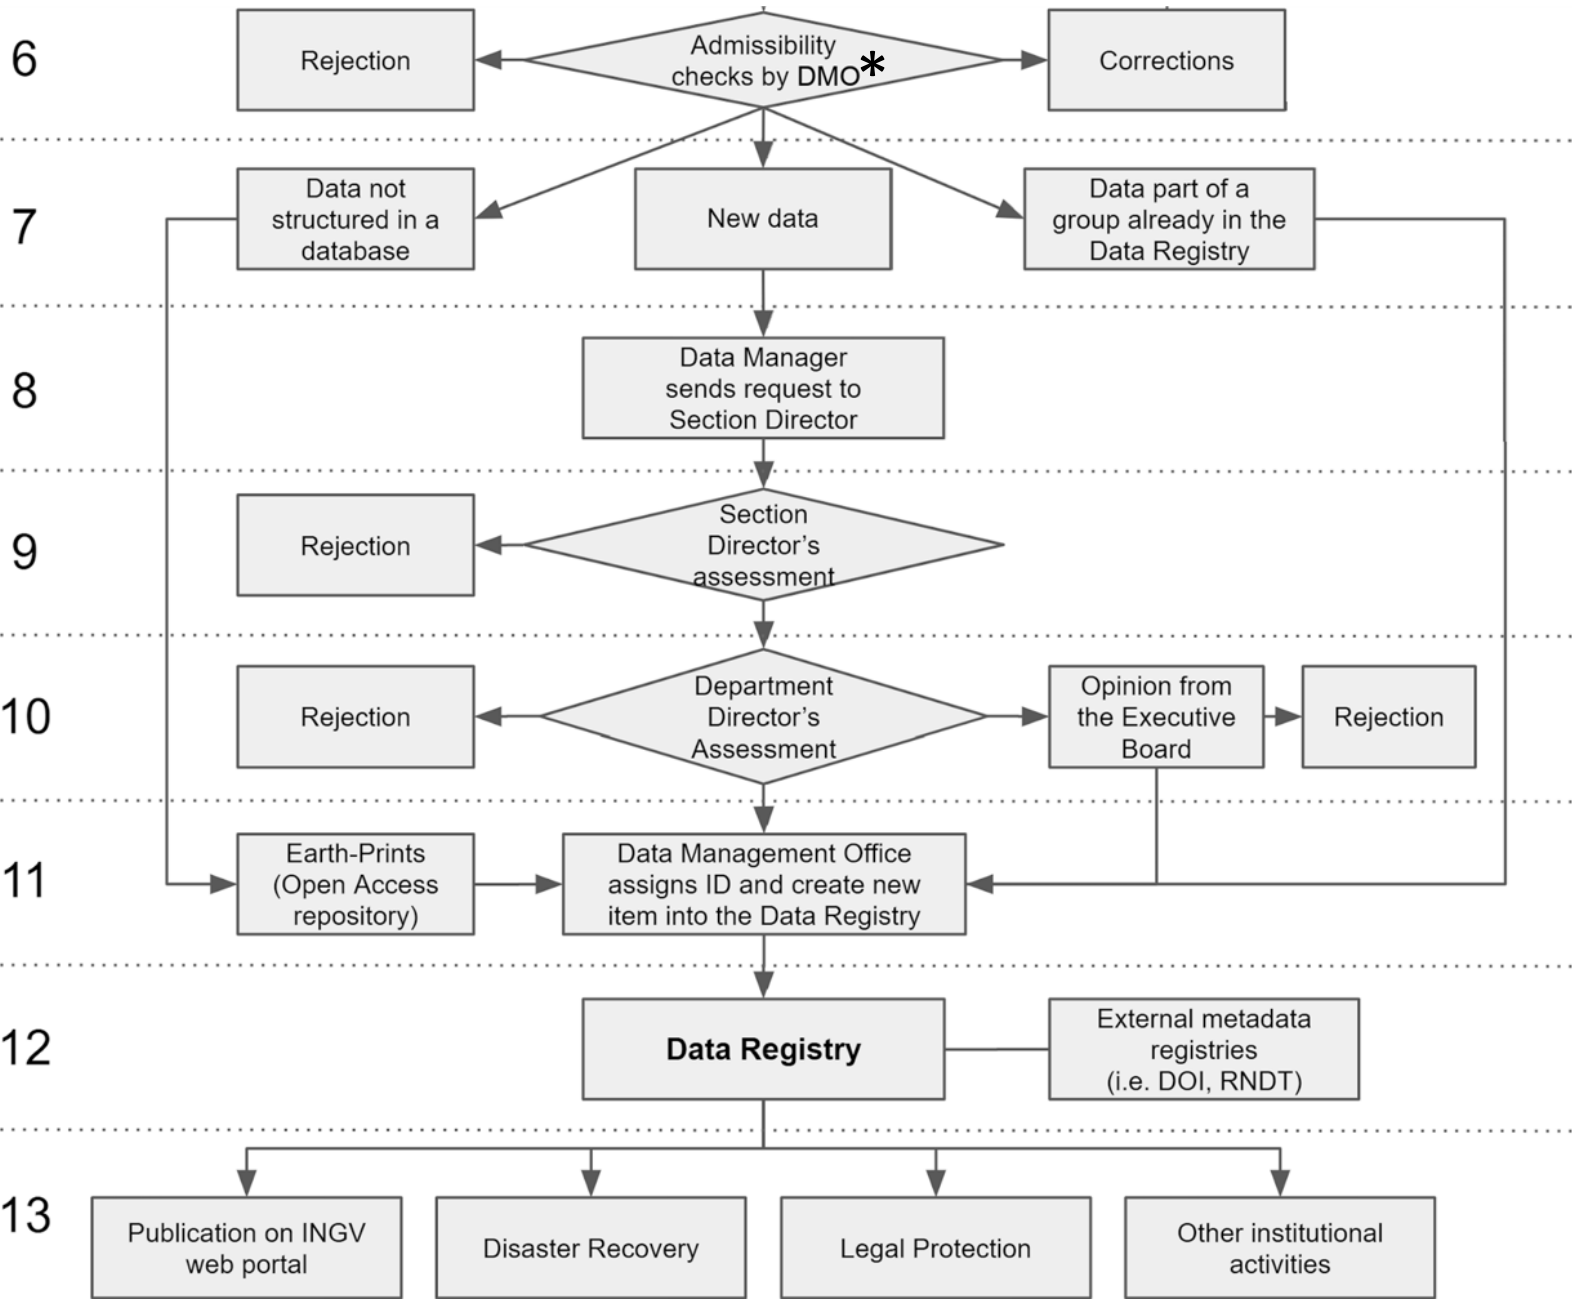 6
Rejection
Admissibility
checks by DMO*
Corrections
7
Data not
structured in a
database
New data
Data part of a
group already in the
Data Registry
8
Data Manager
sends request to
Section Director
9
Rejection
Section
Director's
assessment
10
Rejection
Department
Director's
Assessment
Opinion from
the Executive
Board
Rejection
11
Earth-Prints
(Open Access
repository)
Data Management Office
assigns ID and create new
item into the Data Registry
12
Data Registry
External metadata
registries
(i.e. DOI, RNDT)
13
Publication on INGV
web portal
Disaster Recovery
Legal Protection
Other institutional
activities